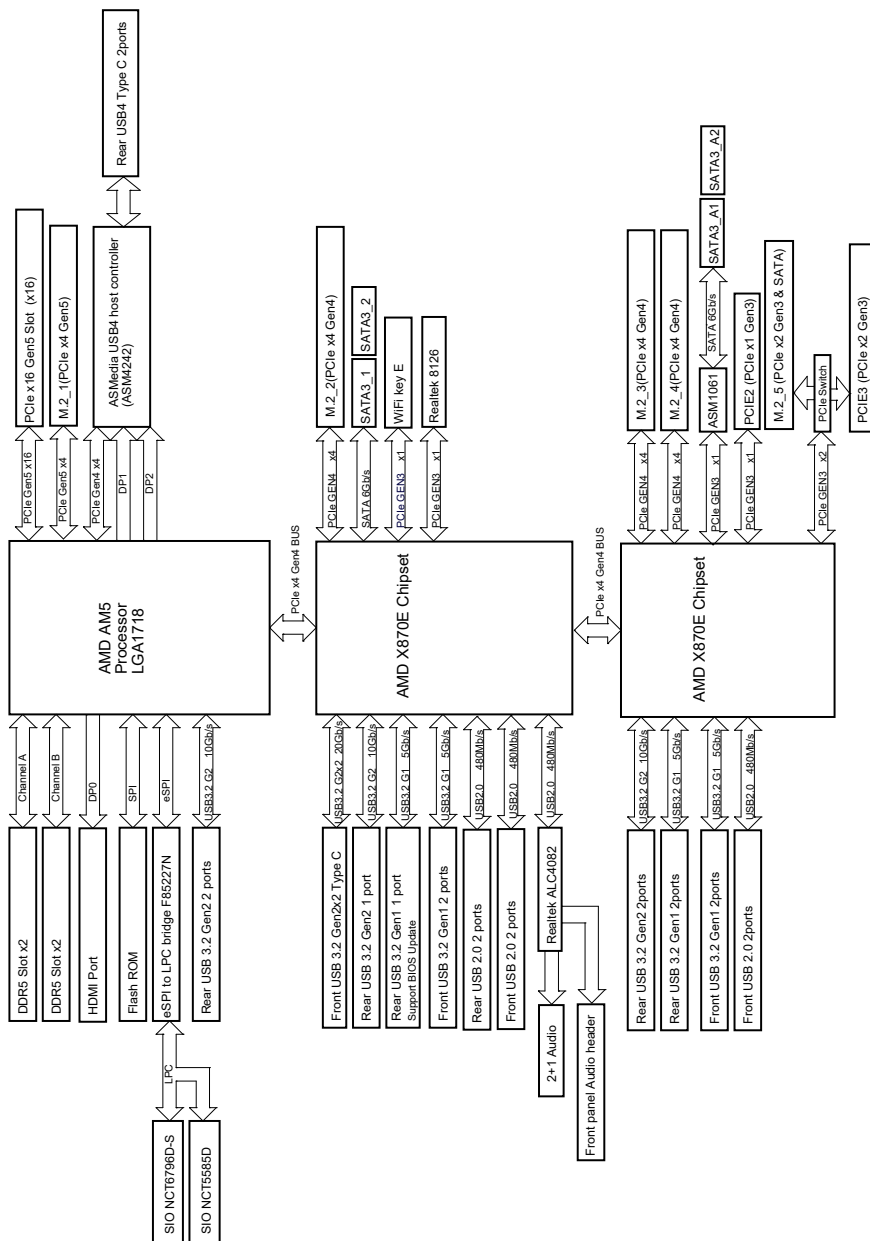 Rear USB4 Type C 2ports
PCIe x16 Gen5 Slot (x16)
M.2_1(PCIe x4 Gen5)
ASMedia USB4 host controller
(ASM4242)
PCIe Gen5 x16
PCIe Gen5 x4
PCIe Gen4 x4
DP1
DP2
AMD AM5
Processor
LGA1718
Channel A
Channel B
DP0
SPI
eSPI
USB3.2 G2 10Gb/s
DDR5 Slot x2
DDR5 Slot x2
HDMI Port
Flash ROM
eSPI to LPC bridge F85227N
Rear USB 3.2 Gen2 2 ports
LPC
SIO NCT6796D-S
SIO NCT5585D
PCIe x4 Gen4 BUS
M.2_2(PCIe x4 Gen4)
SATA3_1
SATA3_2
WiFi key E
Realtek 8126
PCIe GEN4 x4
SATA 6Gb/s
PCIe GEN3 x1
PCIe GEN3 x1
AMD X870E Chipset
USB3.2 G2x2 20Gb/s
USB3.2 G2 10Gb/s
USB3.2 G1 5Gb/s
USB3.2 G1 5Gb/s
USB2.0 480Mb/s
USB2.0 480Mb/s
USB2.0 480Mb/s
Front USB 3.2 Gen2x2 Type C
Rear USB 3.2 Gen2 1 port
Rear USB 3.2 Gen1 1 port
Support BIOS Update
Front USB 3.2 Gen1 2 ports
Rear USB 2.0 2 ports
Front USB 2.0 2 ports
Realtek ALC4082
2+1 Audio
Front panel Audio header
PCIe x4 Gen4 BUS
M.2_3(PCIe x4 Gen4)
M.2_4(PCIe x4 Gen4)
ASM1061
SATA 6Gb/s
SATA3_A1
SATA3_A2
PCIE2 (PCIe x1 Gen3)
M.2_5 (PCIe x2 Gen3 & SATA)
PCIe Switch
PCIE3 (PCIe x2 Gen3)
PCIe GEN4 x4
PCIe GEN4 x4
PCIe GEN3 x1
PCIe GEN3 x1
PCIe GEN3 x2
AMD X870E Chipset
USB3.2 G2 10Gb/s
USB3.2 G1 5Gb/s
USB3.2 G1 5Gb/s
USB2.0 480Mb/s
Rear USB 3.2 Gen2 2ports
Rear USB 3.2 Gen1 2ports
Front USB 3.2 Gen1 2ports
Front USB 2.0 2ports